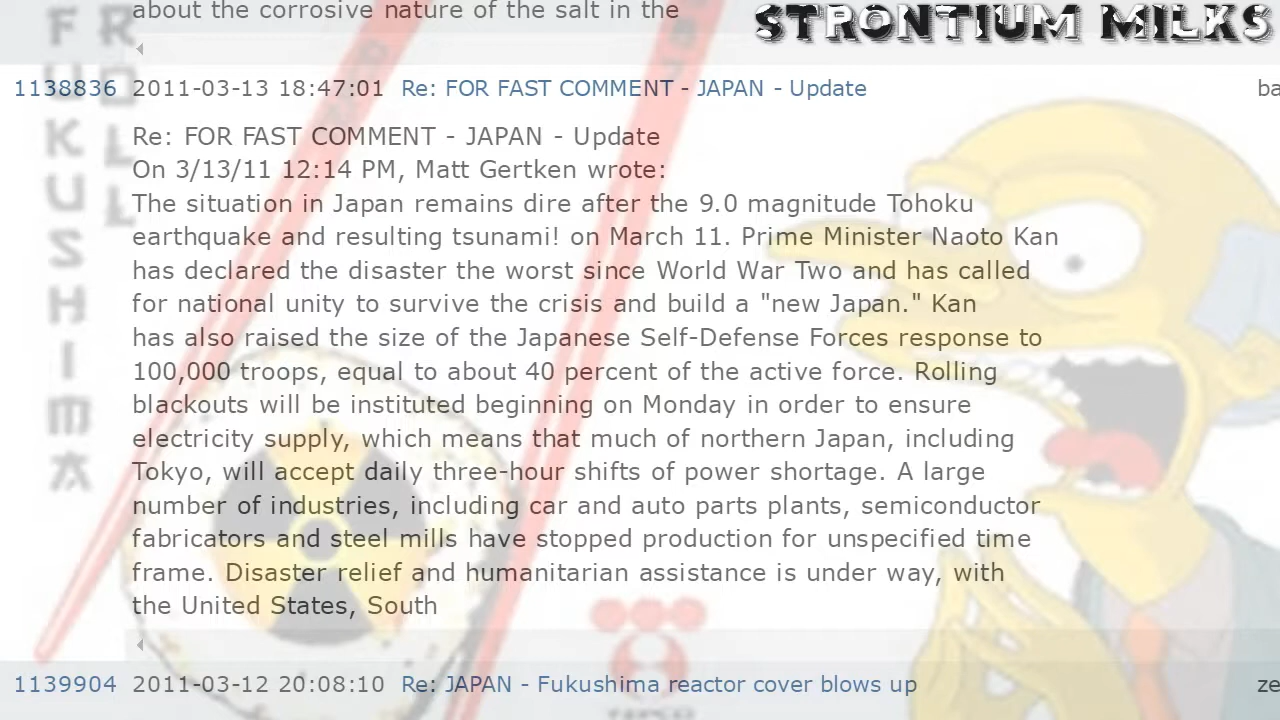 about the corrosive nature of the salt in the
STRONTIUM MILKS
1138836 2011-03-13 18:47:01 Re: FOR FAST COMMENT - JAPAN - Update ba
Re: FOR FAST COMMENT - JAPAN - Update
On 3/13/11 12:14 PM, Matt Gertken wrote:
The situation in Japan remains dire after the 9.0 magnitude Tohoku
earthquake and resulting tsunami! on March 11. Prime Minister Naoto Kan
has declared the disaster the worst since World War Two and has called
for national unity to survive the crisis and build a "new Japan." Kan
has also raised the size of the Japanese Self-Defense Forces response to
100,000 troops, equal to about 40 percent of the active force. Rolling
blackouts will be instituted beginning on Monday in order to ensure
electricity supply, which means that much of northern Japan, including
Tokyo, will accept daily three-hour shifts of power shortage. A large
number of industries, including car and auto parts plants, semiconductor
fabricators and steel mills have stopped production for unspecified time
frame. Disaster relief and humanitarian assistance is under way, with
the United States, South
1139904 2011-03-12 20:08:10 Re: JAPAN - Fukushima reactor cover blows up ze
FUKUSHIMA
ROLL